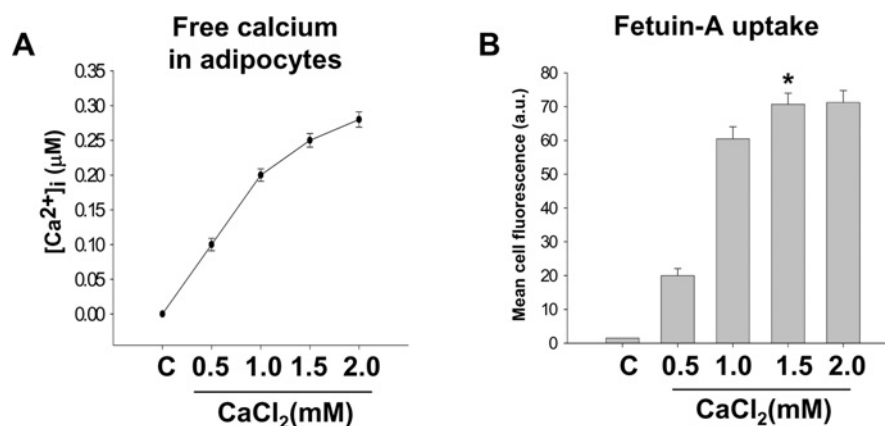 A
Free calcium
in adipocytes
[Ca²⁺]ᵢ (μM)
0.35
0.30
0.25
0.20
0.15
0.10
0.05
0.00
C 0.5 1.0 1.5 2.0
CaCl₂(mM)
B
Fetuin-A uptake
Mean cell fluorescence (a.u.)
80
70
60
50
40
30
20
10
0
*
C 0.5 1.0 1.5 2.0
CaCl₂(mM)